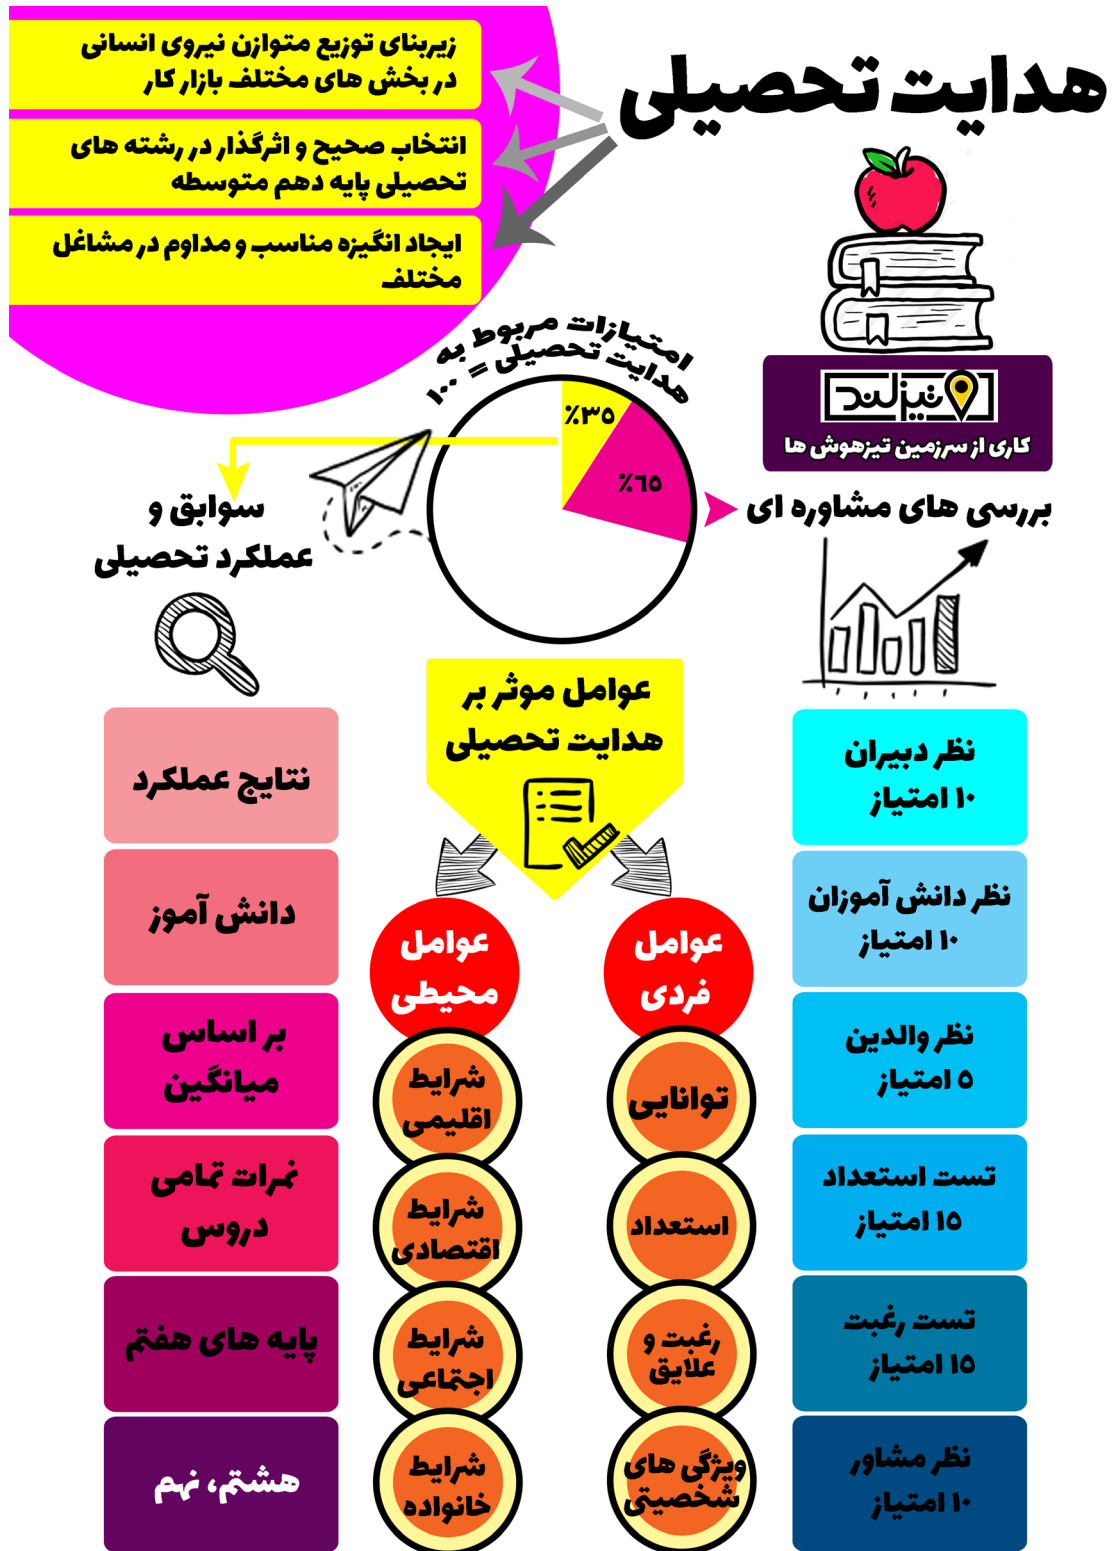 هدایت تحصیلی
زیربنای توزیع متوازن نیروی انسانی
در بخش های مختلف بازار کار
انتخاب صحیح و اثرگذار در رشته های
تحصیلی پایه دهم متوسطه
ایجاد انگیزه مناسب و مداوم در مشاغل
مختلف
تیزلند
کاری از سرزمین تیزهوش ها
امتیازات مربوط به
هدایت تحصیلی = ۱۰۰
٪۳۵
٪٦٥
بررسی های مشاوره ای
نظر دبیران
۱۰ امتیاز
نظر دانش آموزان
۱۰ امتیاز
نظر والدین
٥ امتیاز
تست استعداد
۱٥ امتیاز
تست رغبت
۱٥ امتیاز
نظر مشاور
۱۰ امتیاز
سوابق و
عملکرد تحصیلی
نتایج عملکرد
دانش آموز
بر اساس
میانگین
نمرات تمامی
دروس
پایه های هفتم
هشتم، نهم
عوامل موثر بر
هدایت تحصیلی
عوامل
فردی
توانایی
استعداد
رغبت و
علایق
ویژگی های
شخصیتی
عوامل
محیطی
شرایط
اقلیمی
شرایط
اقتصادی
شرایط
اجتماعی
شرایط
خانواده